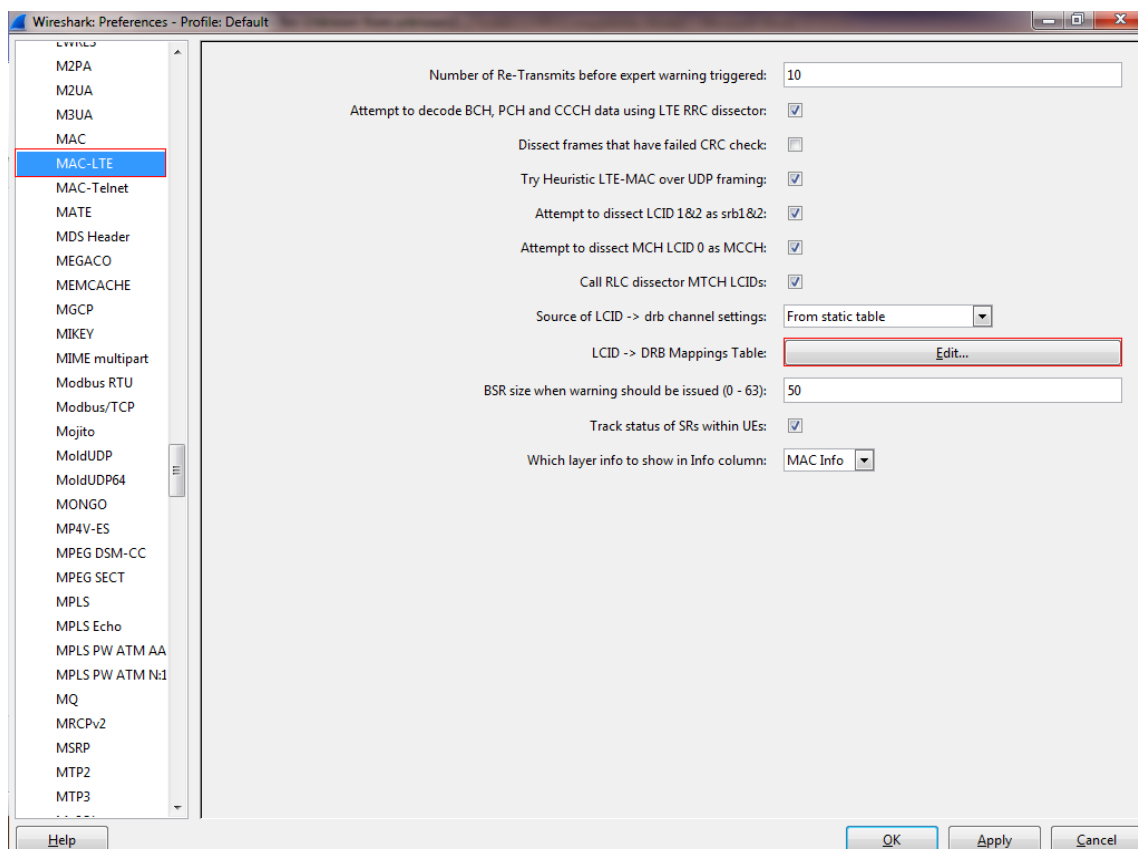 Wireshark: Preferences - Profile: Default
LWRES
M2PA
M2UA
M3UA
MAC
MAC-LTE
MAC-Telnet
MATE
MDS Header
MEGACO
MEMCACHE
MGCP
MIKEY
MIME multipart
Modbus RTU
Modbus/TCP
Mojito
MoldUDP
MoldUDP64
MONGO
MP4V-ES
MPEG DSM-CC
MPEG SECT
MPLS
MPLS Echo
MPLS PW ATM AA
MPLS PW ATM N:1
MQ
MRCPv2
MSRP
MTP2
MTP3
Number of Re-Transmits before expert warning triggered: 10
Attempt to decode BCH, PCH and CCCH data using LTE RRC dissector:
Dissect frames that have failed CRC check:
Try Heuristic LTE-MAC over UDP framing:
Attempt to dissect LCID 1&2 as srb1&2:
Attempt to dissect MCH LCID 0 as MCCH:
Call RLC dissector MTCH LCIDs:
Source of LCID -> drb channel settings: From static table
LCID -> DRB Mappings Table: Edit...
BSR size when warning should be issued (0 - 63): 50
Track status of SRs within UEs:
Which layer info to show in Info column: MAC Info
Help OK Apply Cancel